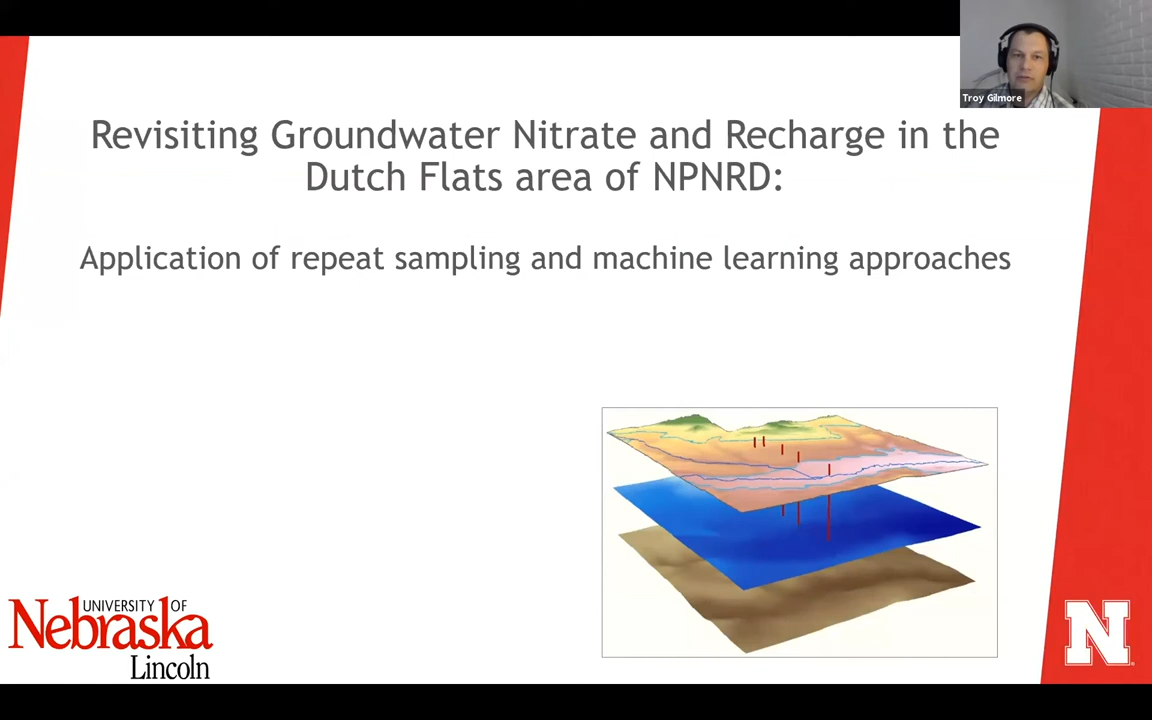 Troy Gilmore
Revisiting Groundwater Nitrate and Recharge in the
Dutch Flats area of NPNRD:
Application of repeat sampling and machine learning approaches
UNIVERSITY OF
Nebraska
Lincoln
N